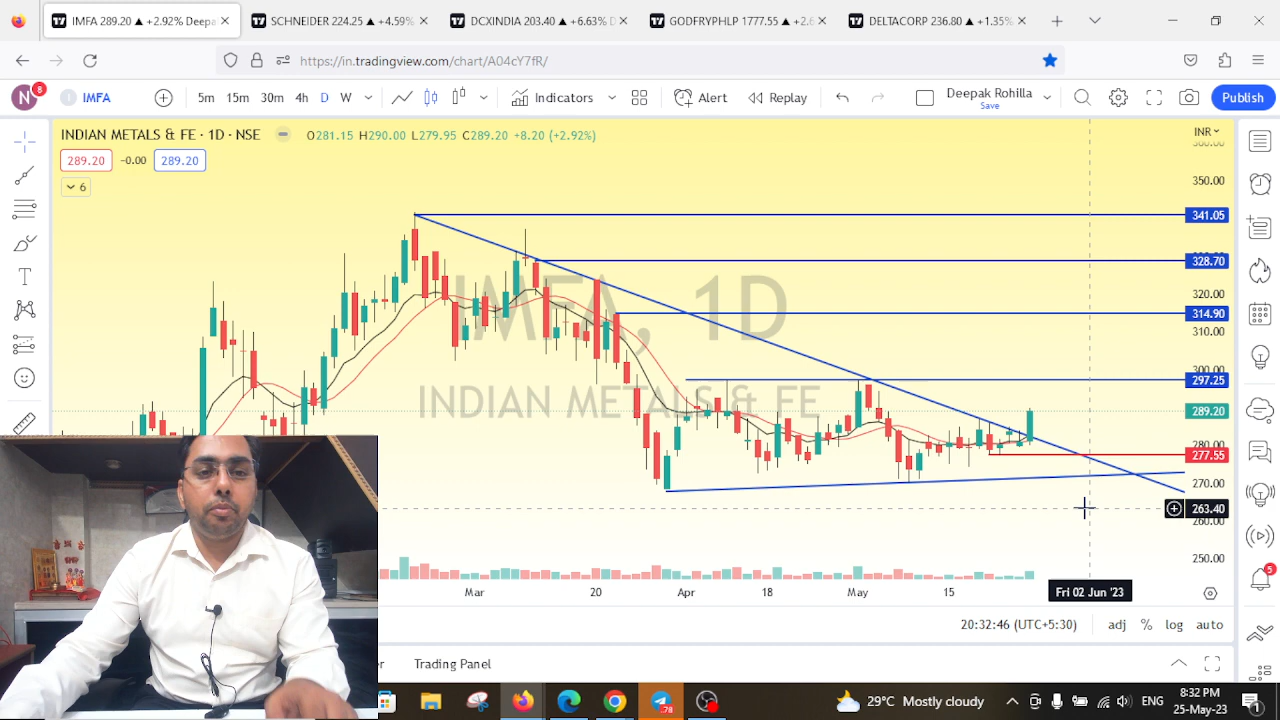 IMFA 289.20 ▲ +2.92% Deepa
SCHNEIDER 224.25 ▲ +4.59%
DCXINDIA 203.40 ▲ +6.63% D
GODFRYPHLP 1777.55 ▲ +2.6
DELTACORP 236.80 ▲ +1.35%
https://in.tradingview.com/chart/A04cY7fR/
N 8
IMFA
5m 15m 30m 4h D W
Indicators
Alert
Replay
Deepak Rohilla
Save
Publish
INDIAN METALS & FE · 1D · NSE
O281.15 H290.00 L279.95 C289.20 +8.20 (+2.92%)
INR
289.20 -0.00 289.20
6
350.00
341.05
328.70
320.00
314.90
310.00
300.00
297.25
289.20
280.00
277.55
270.00
263.40
260.00
250.00
IMFA, 1D
INDIAN METALS & FE
Mar 20 Apr 18 May 15 Fri 02 Jun '23
5
20:32:46 (UTC+5:30) adj % log auto
Trading Panel
78
29°C Mostly cloudy
ENG
8:32 PM
25-May-23
1